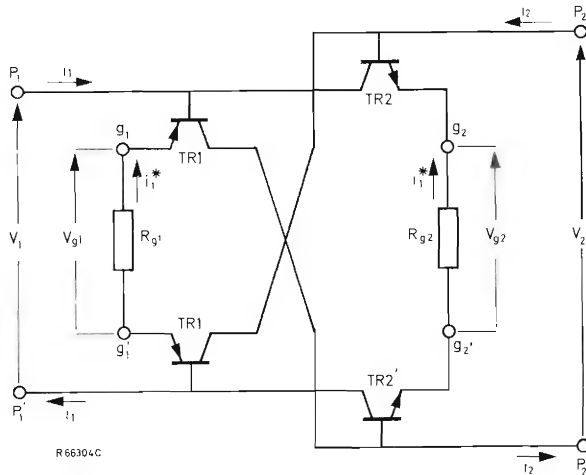 P₁
i₁
TR1
g₁
i₁*
V₁
Vg1
Rg1
g₁'
TR1
P₁'
i₁
R66304C
i₂
P₂
TR2
g₂
i₁*
Rg2
Vg2
V₂
g₂'
TR2'
i₂
P₂